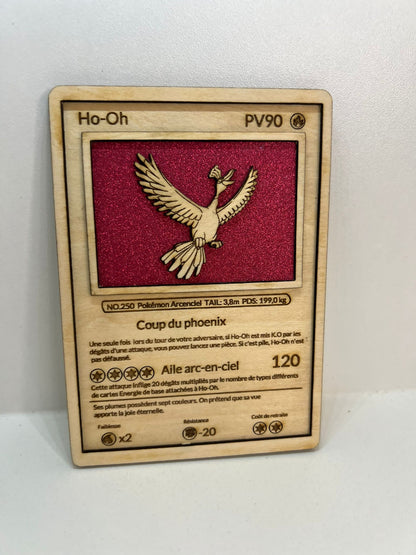 Ho-Oh PV90
NO.250 Pokémon Arcenciel TAIL: 3,8m PDS: 199,0 kg
Coup du phoenix
Une seule fois lors du tour de votre adversaire, si Ho-Oh est mis K.O par les
dégâts d'une attaque, vous pouvez lancez une pièce. Si c'est pile, Ho-Oh n'est
pas défaussé.
Aile arc-en-ciel 120
Cette attaque inflige 20 dégâts multipliés par le nombre de types différents
de cartes Energie de base attachées à Ho-Oh.
Ses plumes possèdent sept couleurs. On prétend que sa vue
apporte la joie éternelle.
Faiblesse Résistance Coût de retraite
x2 -20